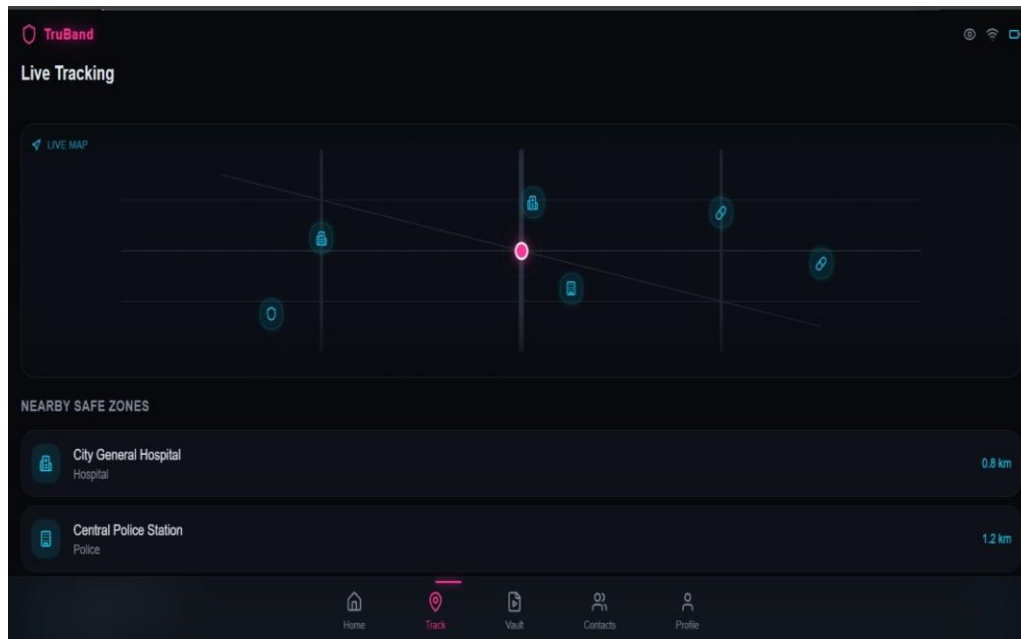 TruBand
Live Tracking
LIVE MAP
NEARBY SAFE ZONES
City General Hospital
Hospital
0.8 km
Central Police Station
Police
1.2 km
Home
Track
Vault
Contacts
Profile